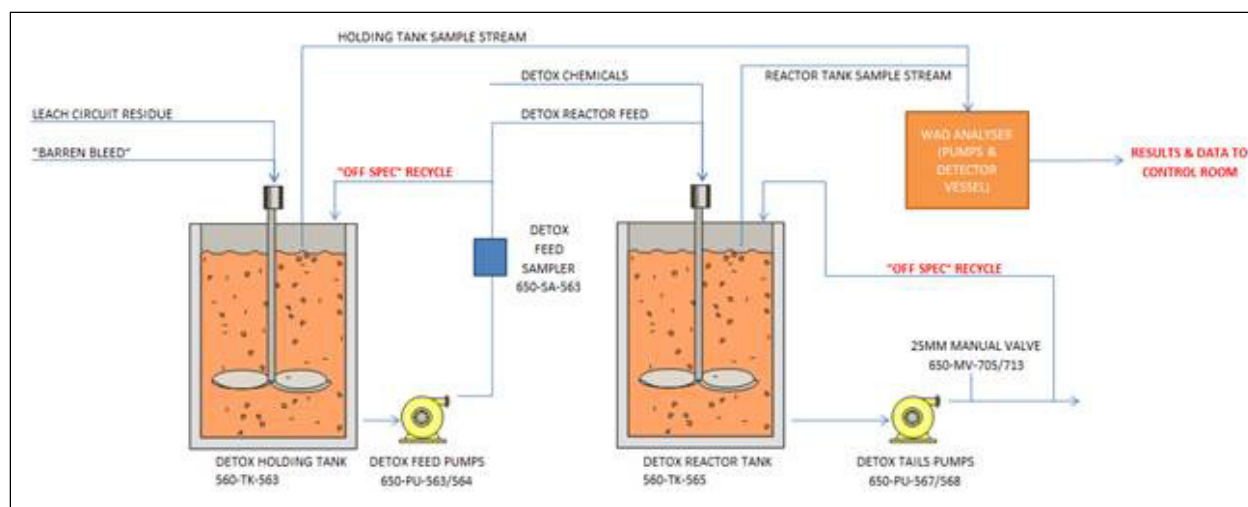 HOLDING TANK SAMPLE STREAM
DETOX CHEMICALS
REACTOR TANK SAMPLE STREAM
LEACH CIRCUIT RESIDUE
DETOX REACTOR FEED
"BARREN BLEED"
WAD ANALYSER
(PUMPS &
DETECTOR
VESSEL)
RESULTS & DATA TO
CONTROL ROOM
"OFF SPEC" RECYCLE
DETOX
FEED
SAMPLER
650-SA-563
"OFF SPEC" RECYCLE
25MM MANUAL VALVE
650-MV-705/713
DETOX HOLDING TANK
560-TK-563
DETOX FEED PUMPS
650-PU-563/564
DETOX REACTOR TANK
560-TK-565
DETOX TAILS PUMPS
650-PU-567/568